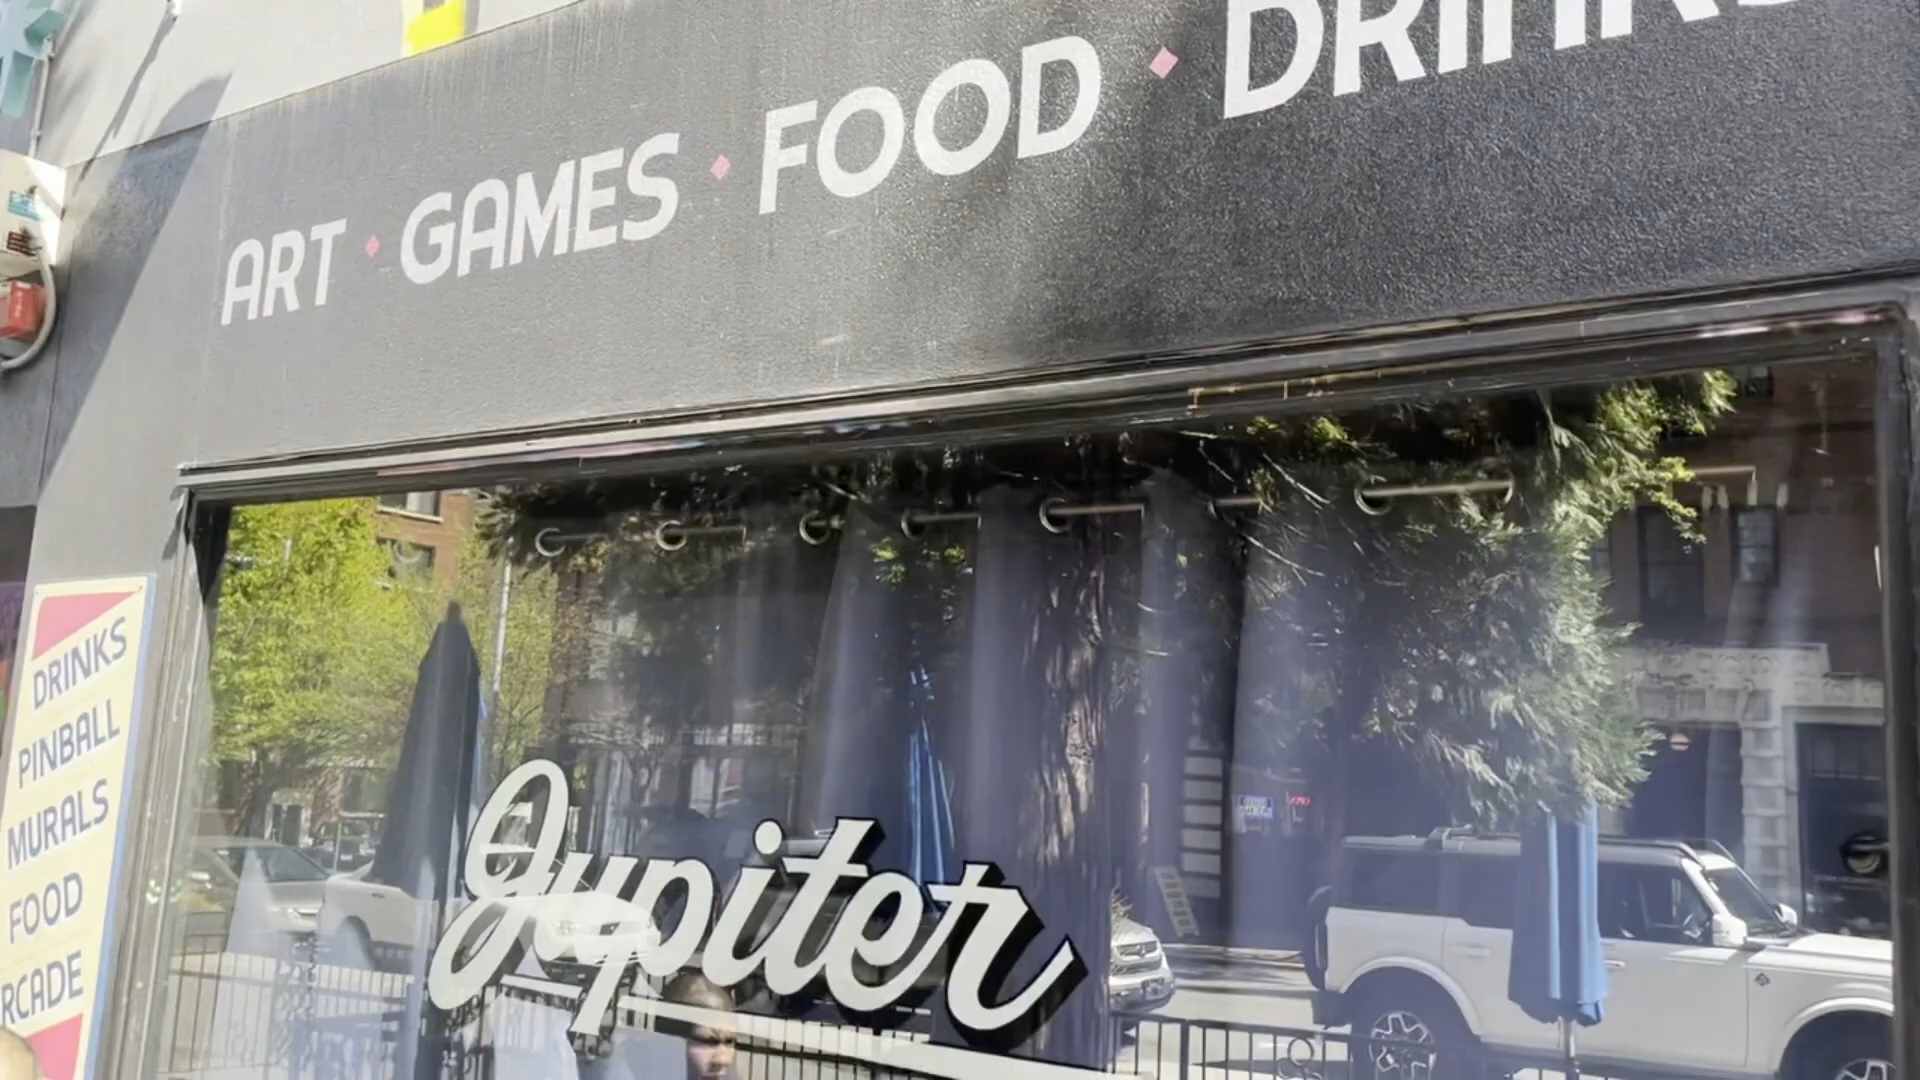 ART · GAMES · FOOD · DRINKS
DRINKS
PINBALL
MURALS
FOOD
RCADE
Jupiter